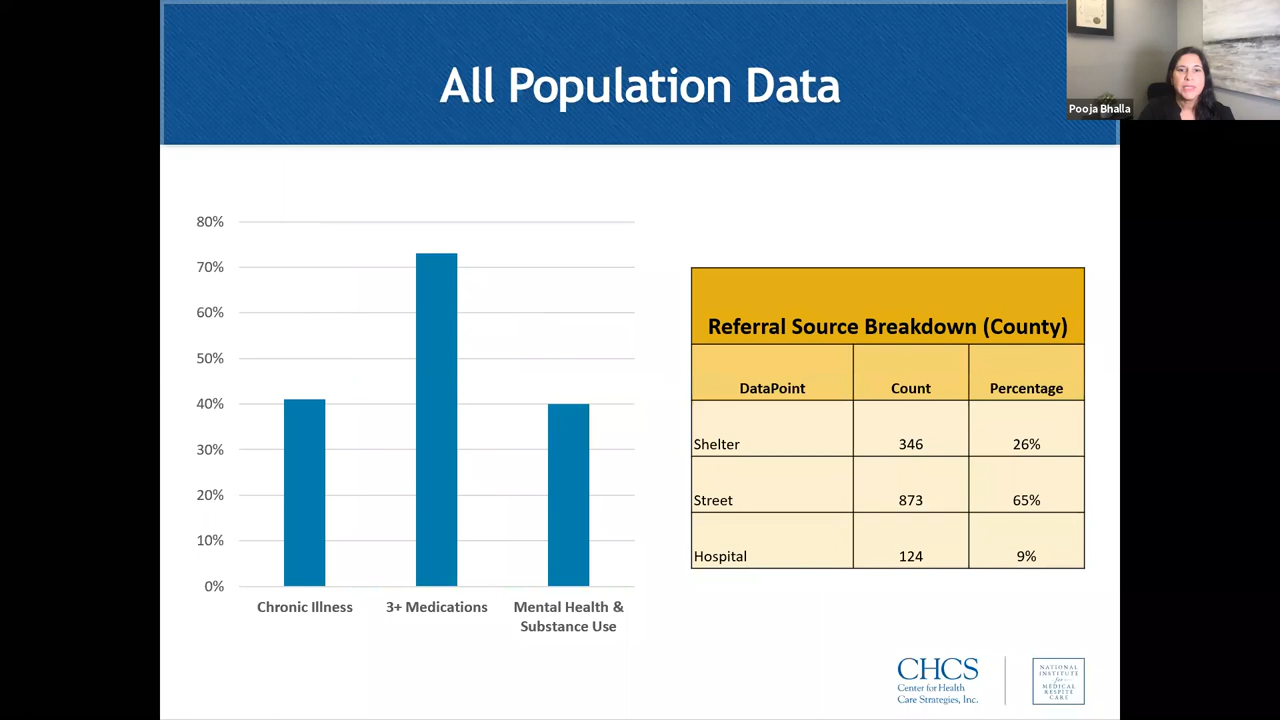 All Population Data
Pooja Bhalla
80%
70%
60%
50%
40%
30%
20%
10%
0%
Chronic Illness
3+ Medications
Mental Health &
Substance Use
Referral Source Breakdown (County)
DataPoint Count Percentage
Shelter 346 26%
Street 873 65%
Hospital 124 9%
CHCS
Center for Health
Care Strategies, Inc.
NATIONAL
INSTITUTE
for
MEDICAL
RESPITE
CARE